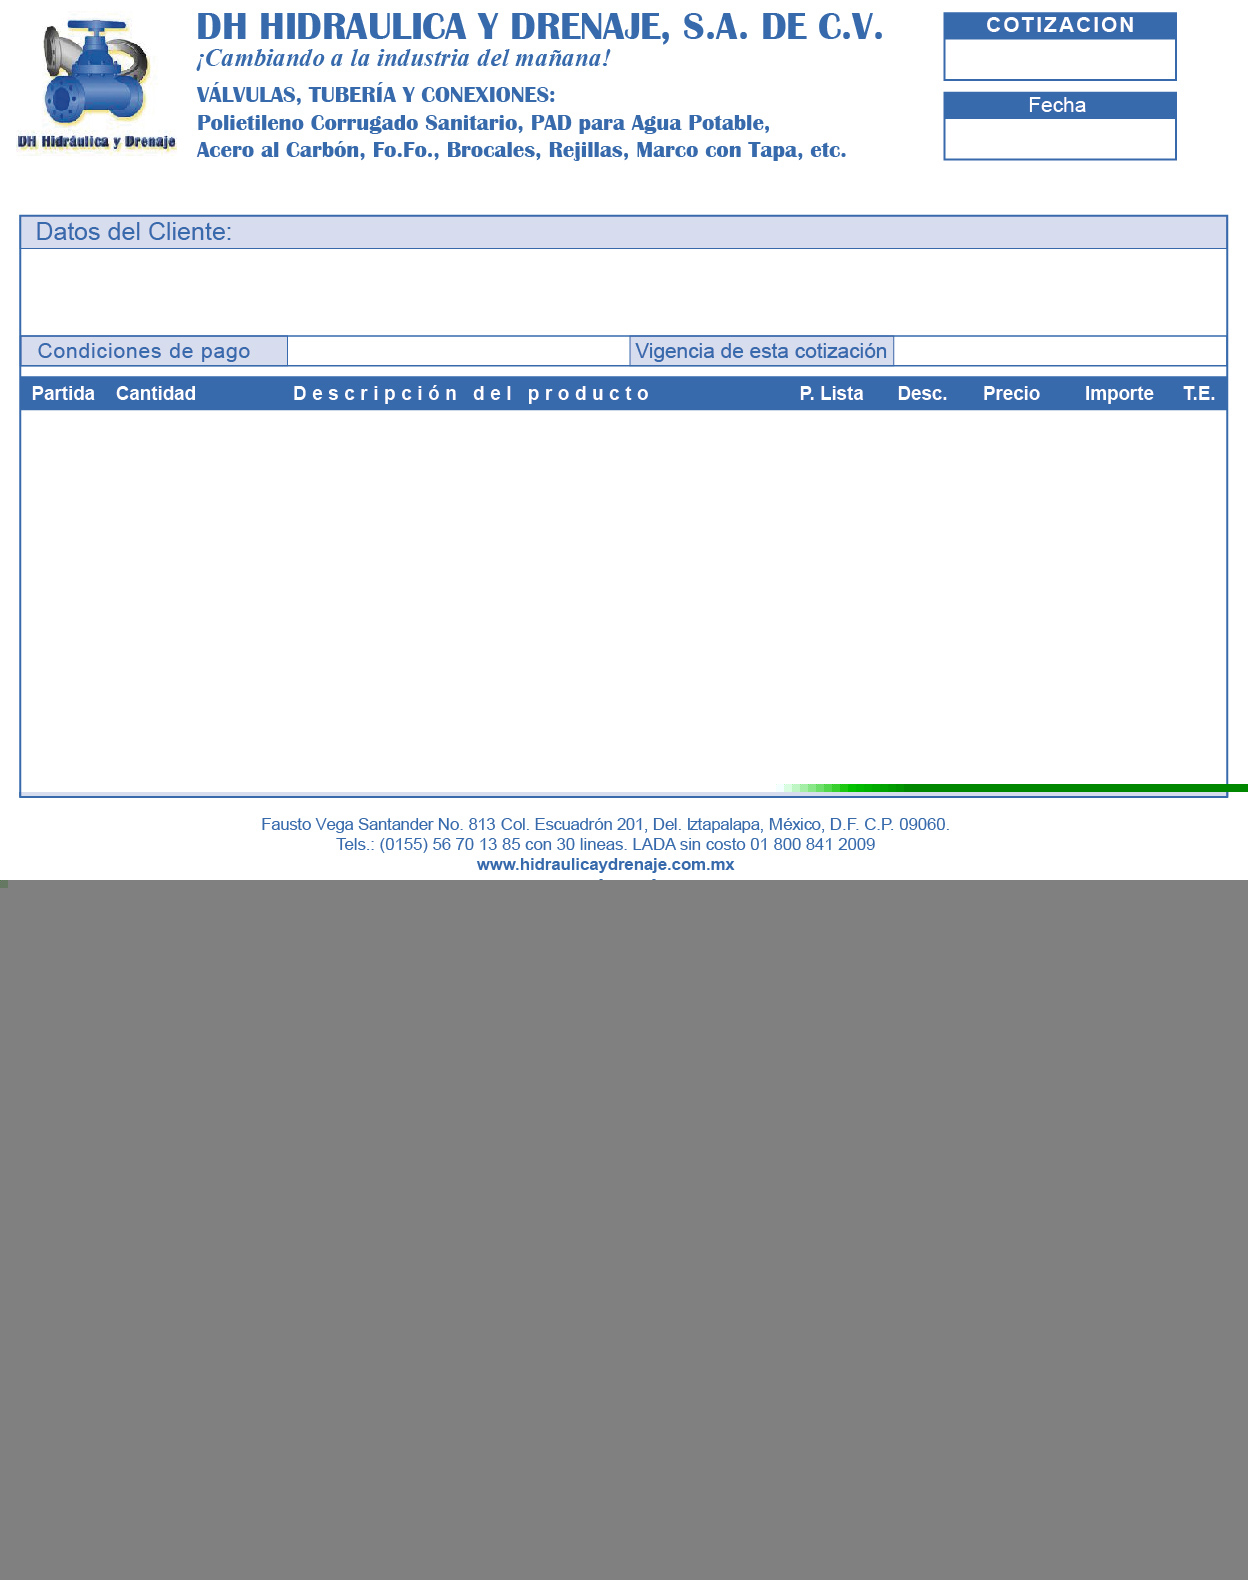 DH HIDRAULICA Y DRENAJE, S.A. DE C.V.
¡Cambiando a la industria del mañana!
VÁLVULAS, TUBERÍA Y CONEXIONES:
Polietileno Corrugado Sanitario, PAD para Agua Potable,
Acero al Carbón, Fo.Fo., Brocales, Rejillas, Marco con Tapa, etc.
DH Hidráulica y Drenaje
COTIZACION
Fecha
Datos del Cliente:
Condiciones de pago
Vigencia de esta cotización
Partida Cantidad Descripción del producto P. Lista Desc. Precio Importe T.E.
Fausto Vega Santander No. 813 Col. Escuadrón 201, Del. Iztapalapa, México, D.F. C.P. 09060.
Tels.: (0155) 56 70 13 85 con 30 lineas. LADA sin costo 01 800 841 2009
www.hidraulicaydrenaje.com.mx